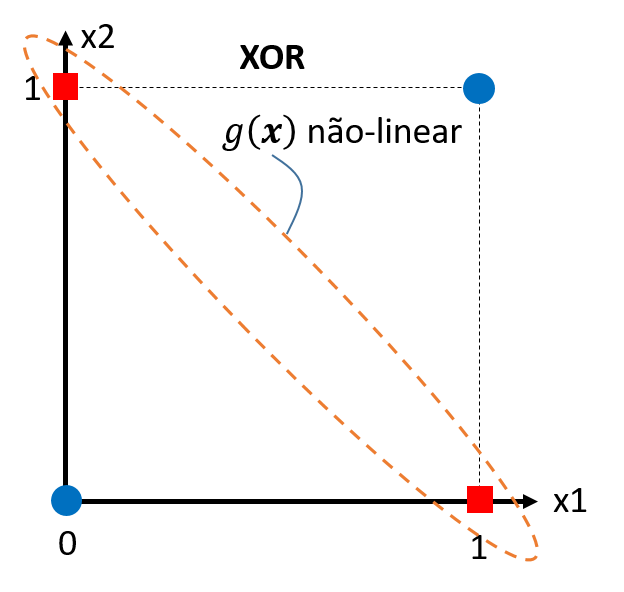 x2
XOR
1
g(x) não-linear
x1
0
1